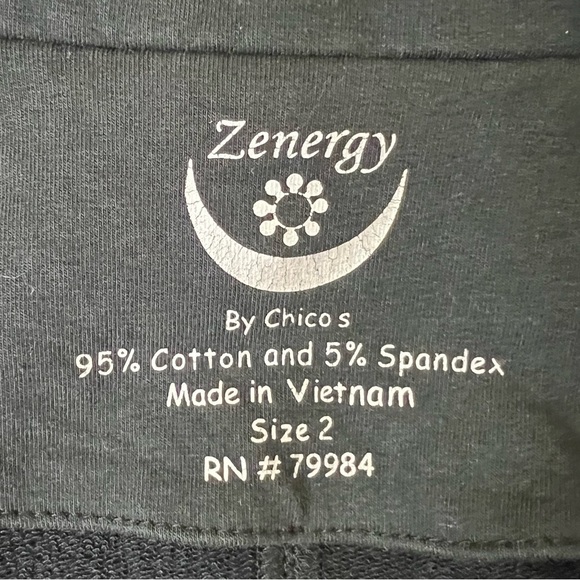 Zenergy
By Chico s
95% Cotton and 5% Spandex
Made in Vietnam
Size 2
RN # 79984